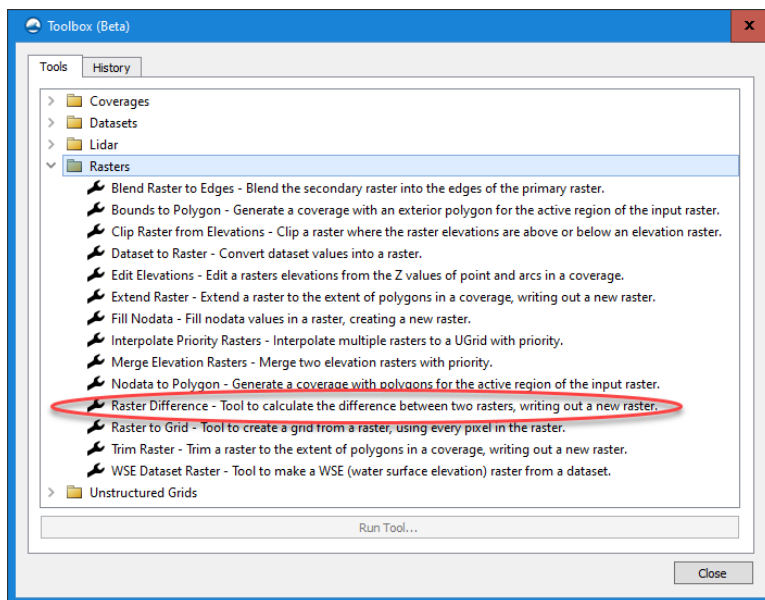 Toolbox (Beta)
x
Tools
History
Coverages
Datasets
Lidar
Rasters
Blend Raster to Edges - Blend the secondary raster into the edges of the primary raster.
Bounds to Polygon - Generate a coverage with an exterior polygon for the active region of the input raster.
Clip Raster from Elevations - Clip a raster where the raster elevations are above or below an elevation raster.
Dataset to Raster - Convert dataset values into a raster.
Edit Elevations - Edit a rasters elevations from the Z values of point and arcs in a coverage.
Extend Raster - Extend a raster to the extent of polygons in a coverage, writing out a new raster.
Fill Nodata - Fill nodata values in a raster, creating a new raster.
Interpolate Priority Rasters - Interpolate multiple rasters to a UGrid with priority.
Merge Elevation Rasters - Merge two elevation rasters with priority.
Nodata to Polygon - Generate a coverage with polygons for the active region of the input raster.
Raster Difference - Tool to calculate the difference between two rasters, writing out a new raster.
Raster to Grid - Tool to create a grid from a raster, using every pixel in the raster.
Trim Raster - Trim a raster to the extent of polygons in a coverage, writing out a new raster.
WSE Dataset Raster - Tool to make a WSE (water surface elevation) raster from a dataset.
Unstructured Grids
Run Tool...
Close